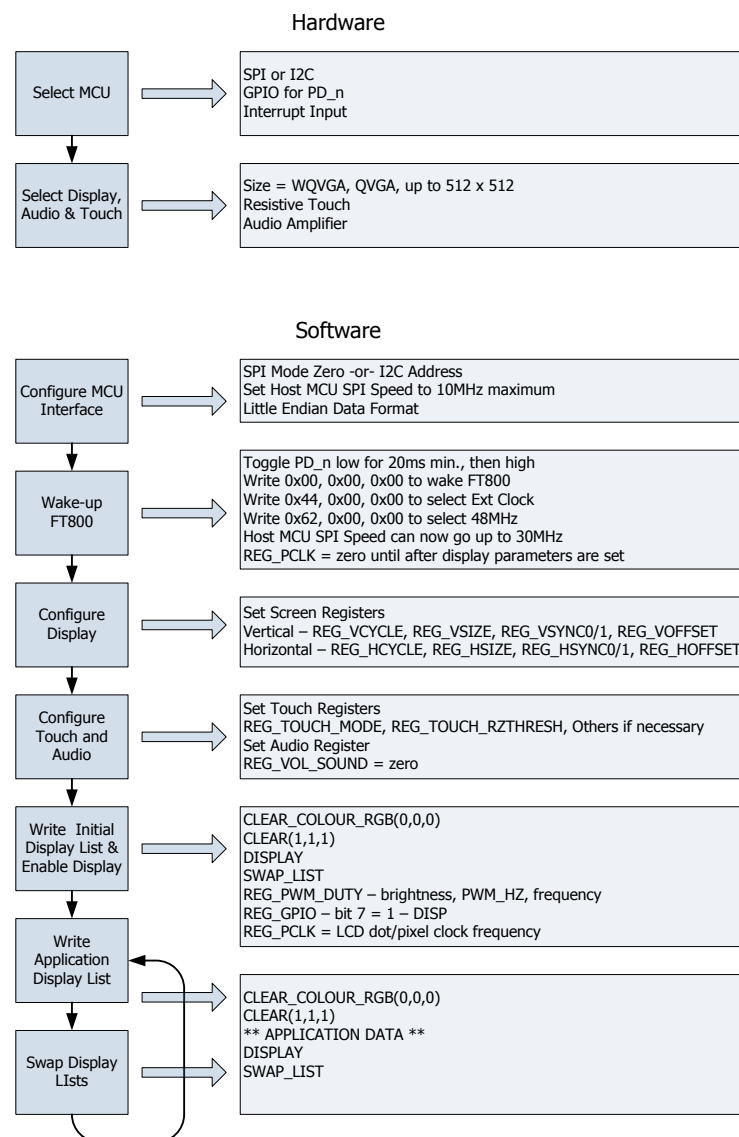 Hardware
Select MCU
SPI or I2C
GPIO for PD_n
Interrupt Input
Select Display,
Audio & Touch
Size = WQVGA, QVGA, up to 512 x 512
Resistive Touch
Audio Amplifier
Software
Configure MCU
Interface
SPI Mode Zero -or- I2C Address
Set Host MCU SPI Speed to 10MHz maximum
Little Endian Data Format
Wake-up
FT800
Toggle PD_n low for 20ms min., then high
Write 0x00, 0x00, 0x00 to wake FT800
Write 0x44, 0x00, 0x00 to select Ext Clock
Write 0x62, 0x00, 0x00 to select 48MHz
Host MCU SPI Speed can now go up to 30MHz
REG_PCLK = zero until after display parameters are set
Configure
Display
Set Screen Registers
Vertical – REG_VCYCLE, REG_VSIZE, REG_VSYNC0/1, REG_VOFFSET
Horizontal – REG_HCYCLE, REG_HSIZE, REG_HSYNC0/1, REG_HOFFSET
Configure
Touch and
Audio
Set Touch Registers
REG_TOUCH_MODE, REG_TOUCH_RZTHRESH, Others if necessary
Set Audio Register
REG_VOL_SOUND = zero
Write Initial
Display List &
Enable Display
CLEAR_COLOUR_RGB(0,0,0)
CLEAR(1,1,1)
DISPLAY
SWAP_LIST
REG_PWM_DUTY – brightness, PWM_HZ, frequency
REG_GPIO – bit 7 = 1 – DISP
REG_PCLK = LCD dot/pixel clock frequency
Write
Application
Display List
CLEAR_COLOUR_RGB(0,0,0)
CLEAR(1,1,1)
** APPLICATION DATA **
DISPLAY
SWAP_LIST
Swap Display
LIsts